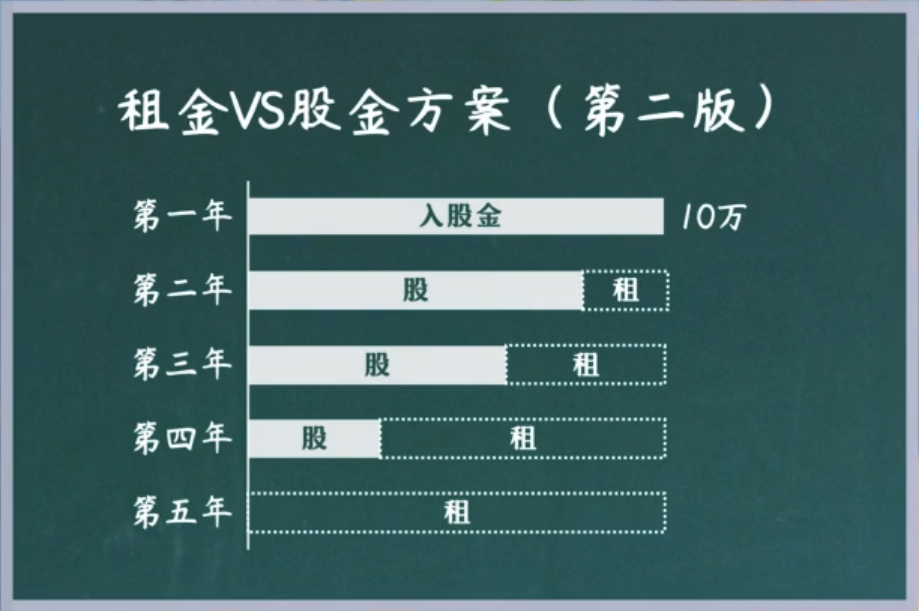 租金VS股金方案（第二版）
第一年 入股金 10万
第二年 股 租
第三年 股 租
第四年 股 租
第五年 租